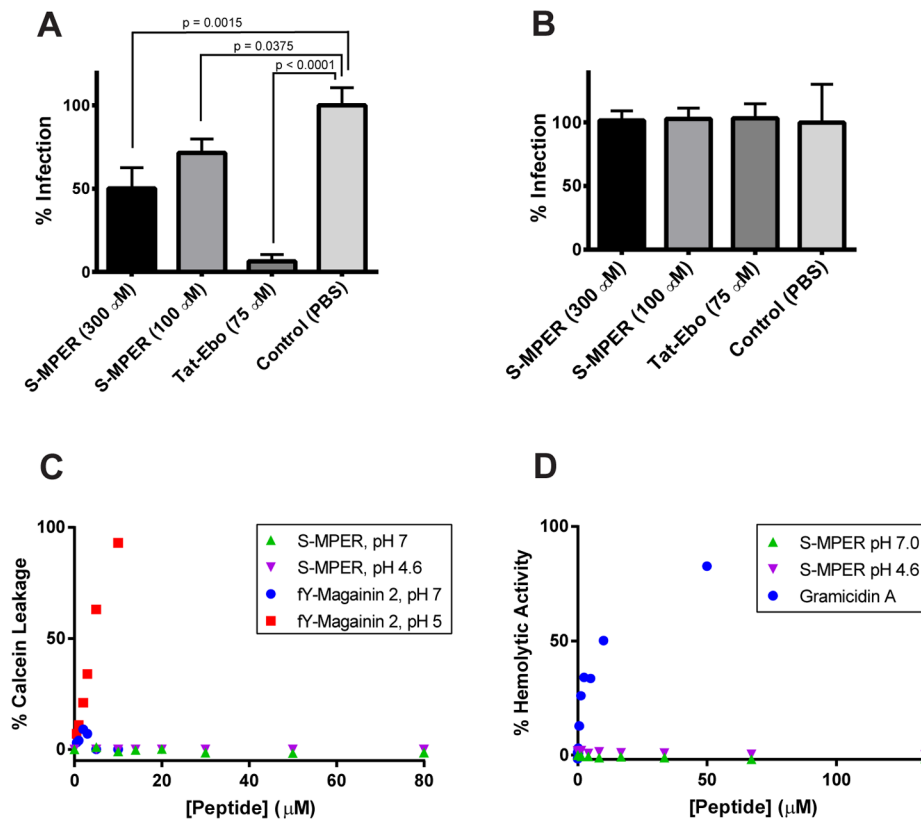 A
p = 0.0015
p = 0.0375
p < 0.0001
% Infection
100
50
0
S-MPER (300 ∝M)
S-MPER (100 ∝M)
Tat-Ebo (75 ∝M)
Control (PBS)
B
% Infection
100
50
0
S-MPER (300 ∝M)
S-MPER (100 ∝M)
Tat-Ebo (75 ∝M)
Control (PBS)
C
% Calcein Leakage
100
50
0
S-MPER, pH 7
S-MPER, pH 4.6
fY-Magainin 2, pH 7
fY-Magainin 2, pH 5
0 20 40 60 80
[Peptide] (μM)
D
% Hemolytic Activity
100
50
0
S-MPER pH 7.0
S-MPER pH 4.6
Gramicidin A
0 50 100
[Peptide] (μM)